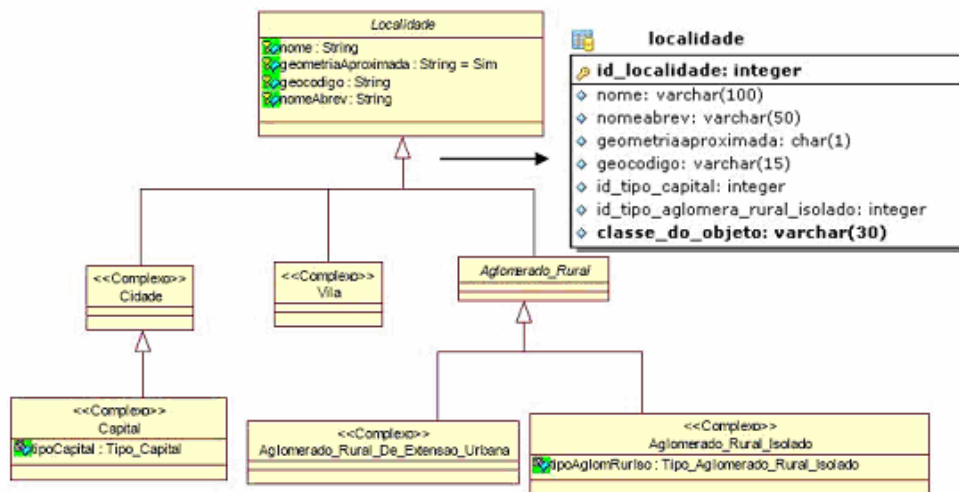 Localidade
nome : String
geometriaAproximada : String = Sim
geocodigo : String
nomeAbrev : String
localidade
id_localidade: integer
nome: varchar(100)
nomeabrev: varchar(50)
geometriaaproximada: char(1)
geocodigo: varchar(15)
id_tipo_capital: integer
id_tipo_aglomera_rural_isolado: integer
classe_do_objeto: varchar(30)
<<Complexo>>
Cidade
<<Complexo>>
Vila
Aglomerado_Rural
<<Complexo>>
Capital
tipoCapital : Tipo_Capital
<<Complexo>>
Aglomerado_Rural_De_Extensao_Urbana
<<Complexo>>
Aglomerado_Rural_Isolado
tipoAglomRurIso : Tipo_Aglomerado_Rural_Isolado